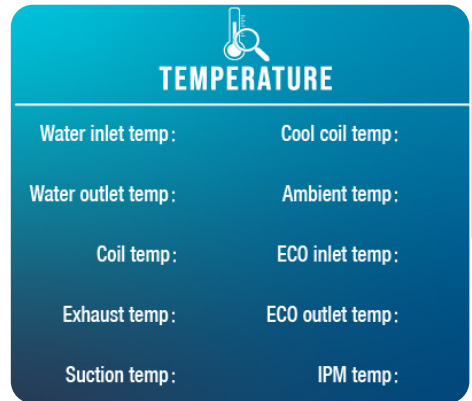 TEMPERATURE
Water inlet temp: Cool coil temp:
Water outlet temp: Ambient temp:
Coil temp: ECO inlet temp:
Exhaust temp: ECO outlet temp:
Suction temp: IPM temp: